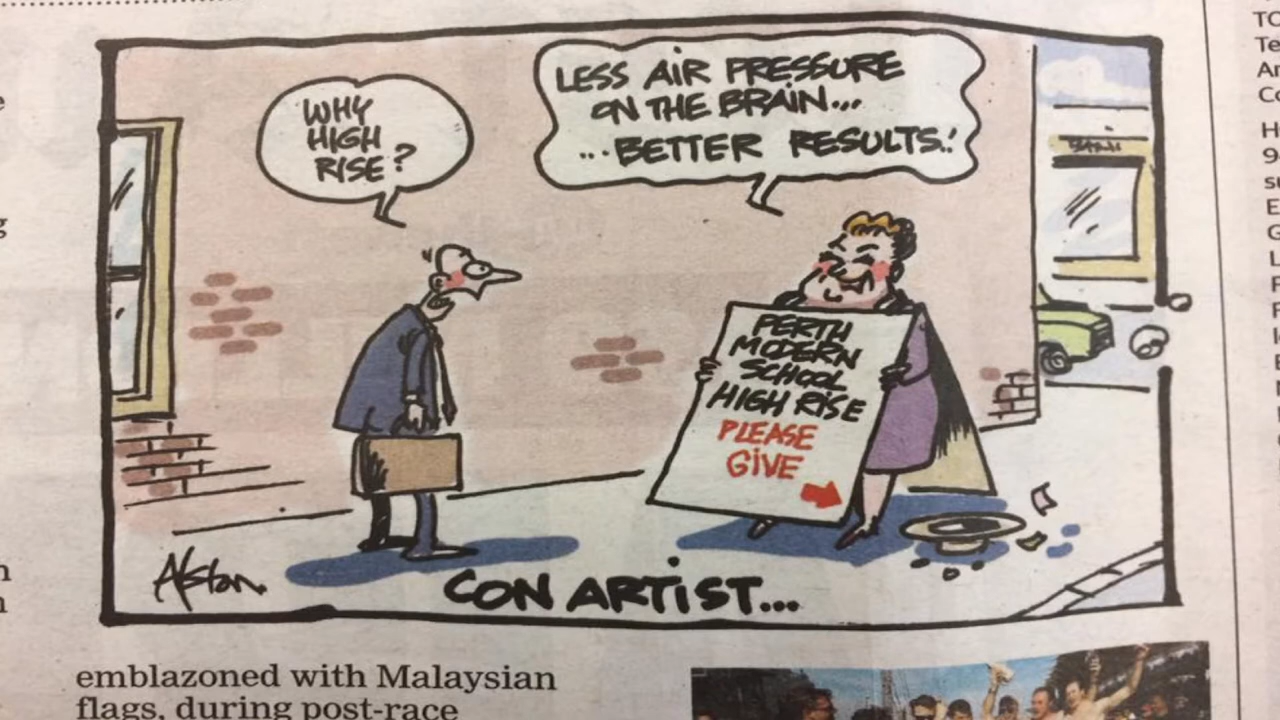 WHY
HIGH
RISE?
LESS AIR PRESSURE
ON THE BRAIN...
...BETTER RESULTS.'
PERTH
MODERN
SCHOOL
HIGH RISE
PLEASE
GIVE
Alston.
CON ARTIST...
emblazoned with Malaysian
flags, during post-race